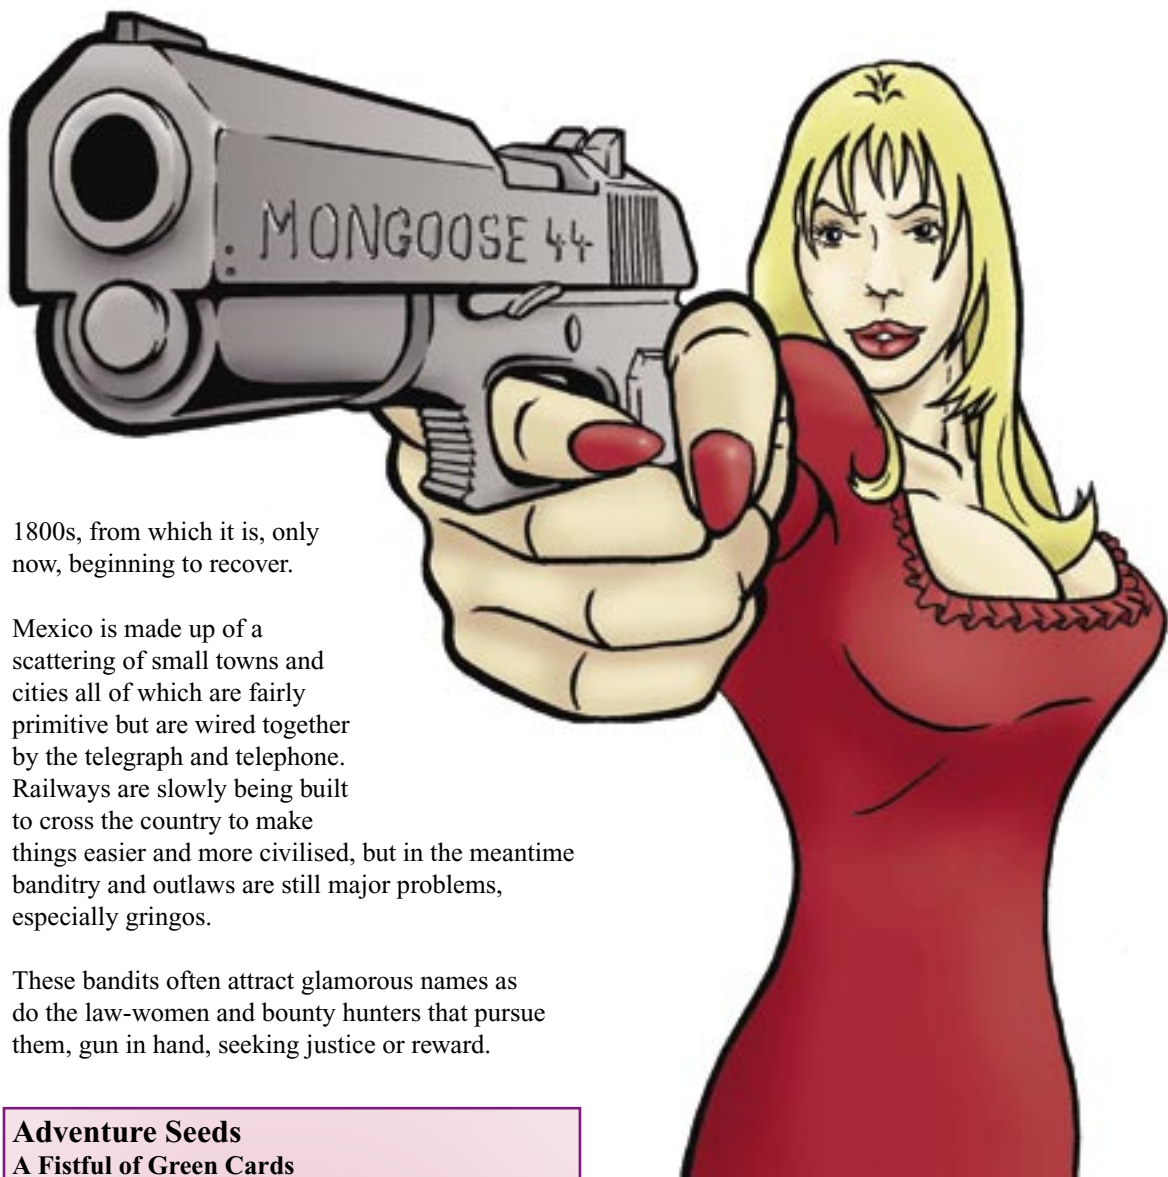 MONGOOSE 44
1800s, from which it is, only
now, beginning to recover.
Mexico is made up of a
scattering of small towns and
cities all of which are fairly
primitive but are wired together
by the telegraph and telephone.
Railways are slowly being built
to cross the country to make
things easier and more civilised, but in the meantime
banditry and outlaws are still major problems,
especially gringos.
These bandits often attract glamorous names as
do the law-women and bounty hunters that pursue
them, gun in hand, seeking justice or reward.
Adventure Seeds
A Fistful of Green Cards